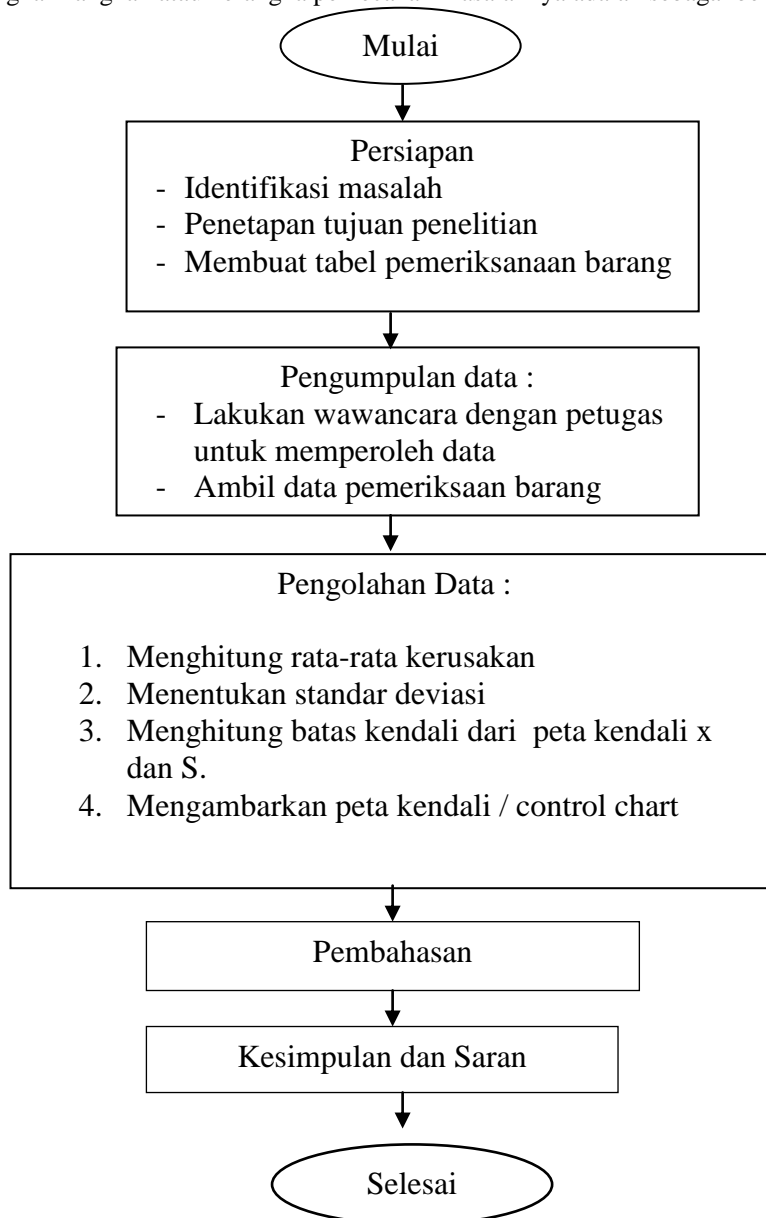 Mulai
Persiapan
- Identifikasi masalah
- Penetapan tujuan penelitian
- Membuat tabel pemeriksanaan barang
Pengumpulan data :
- Lakukan wawancara dengan petugas
untuk memperoleh data
- Ambil data pemeriksaan barang
Pengolahan Data :
1. Menghitung rata-rata kerusakan
2. Menentukan standar deviasi
3. Menghitung batas kendali dari peta kendali x
dan S.
4. Mengambarkan peta kendali / control chart
Pembahasan
Kesimpulan dan Saran
Selesai